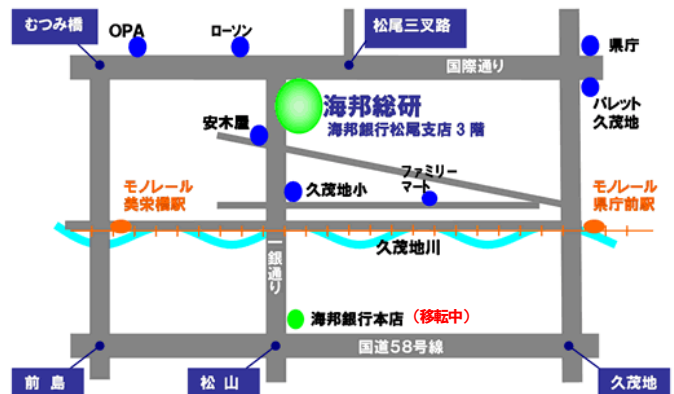 むつみ橋
OPA
ローソン
松尾三叉路
県庁
国際通り
パレット
久茂地
海邦総研
海邦銀行松尾支店3階
安木屋
ファミリー
マート
モノレール
美栄橋駅
久茂地小
モノレール
県庁前駅
久茂地川
一銀通り
海邦銀行本店（移転中）
国道58号線
前島
松山
久茂地